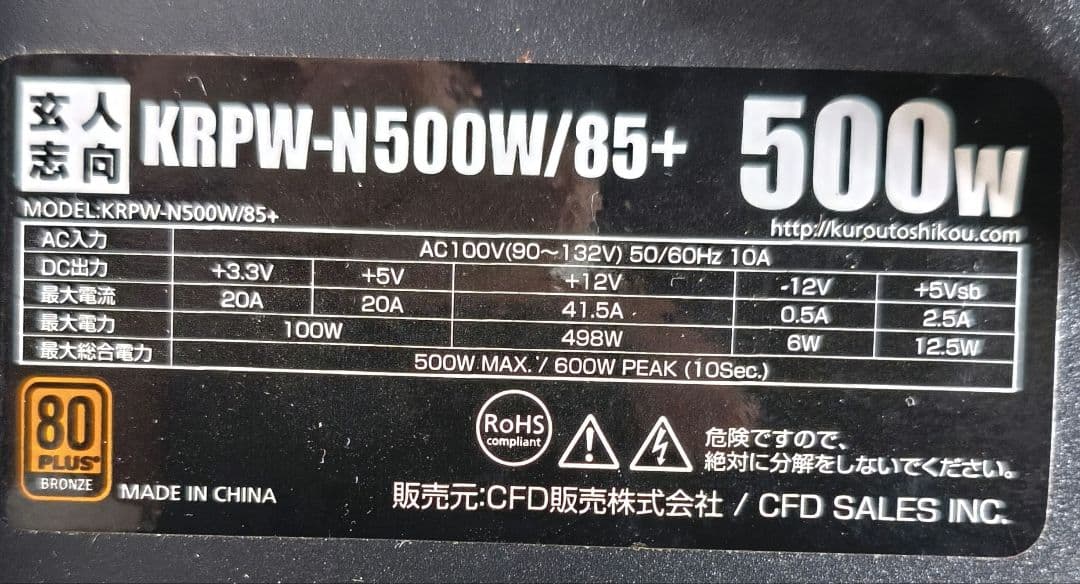 玄人志向 KRPW-N500W/85+ 500W
MODEL:KRPW-N500W/85+ http://kuroutoshikou.com
AC入力 AC100V(90～132V) 50/60Hz 10A
DC出力 +3.3V +5V +12V -12V +5Vsb
最大電流 20A 20A 41.5A 0.5A 2.5A
最大電力 100W 498W 6W 12.5W
最大総合電力 500W MAX. / 600W PEAK (10Sec.)
80
PLUS®
BRONZE
MADE IN CHINA
RoHS
compliant
危険ですので、
絶対に分解をしないでください。
販売元:CFD販売株式会社 / CFD SALES INC.